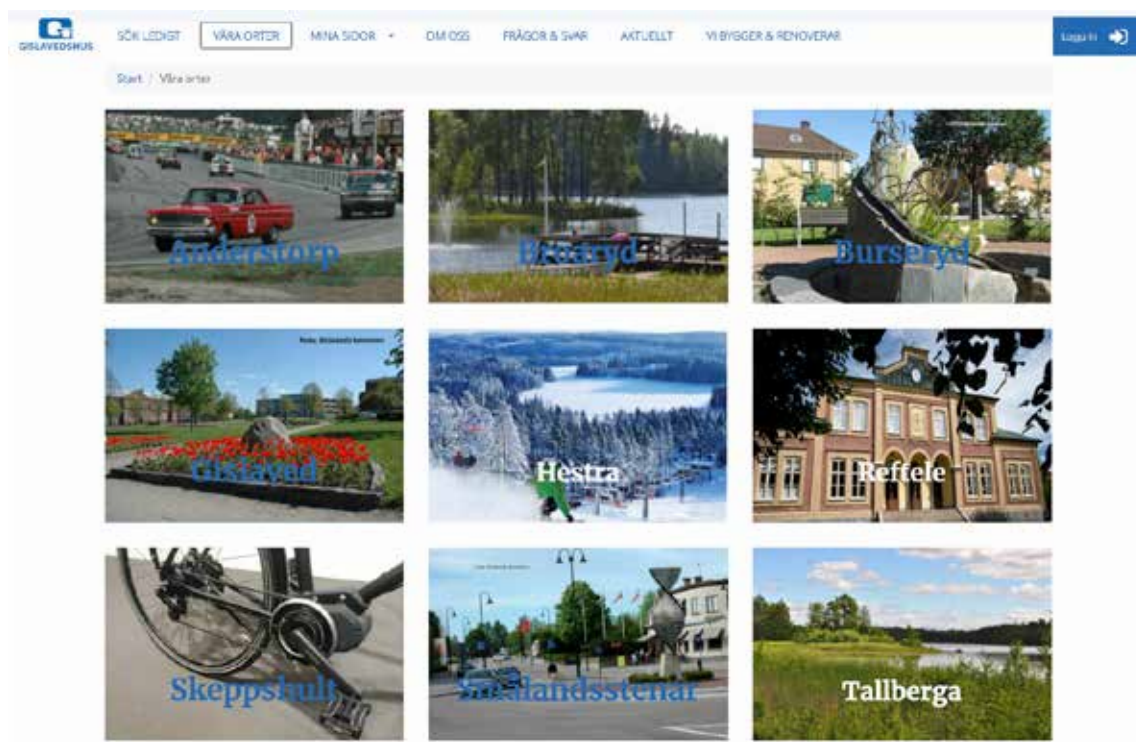 GISLAVEDSHUS
SÖK LEDIGT VÅRA ORTER MINA SIDOR OM OSS FRÅGOR & SVAR AKTUELLT VI BYGGER & RENOVERAR
Logga in
Start / Våra orter
Anderstorp
Broaryd
Burseryd
Gislaved
Hestra
Reftele
Skeppshult
Smålandsstenar
Tallberga